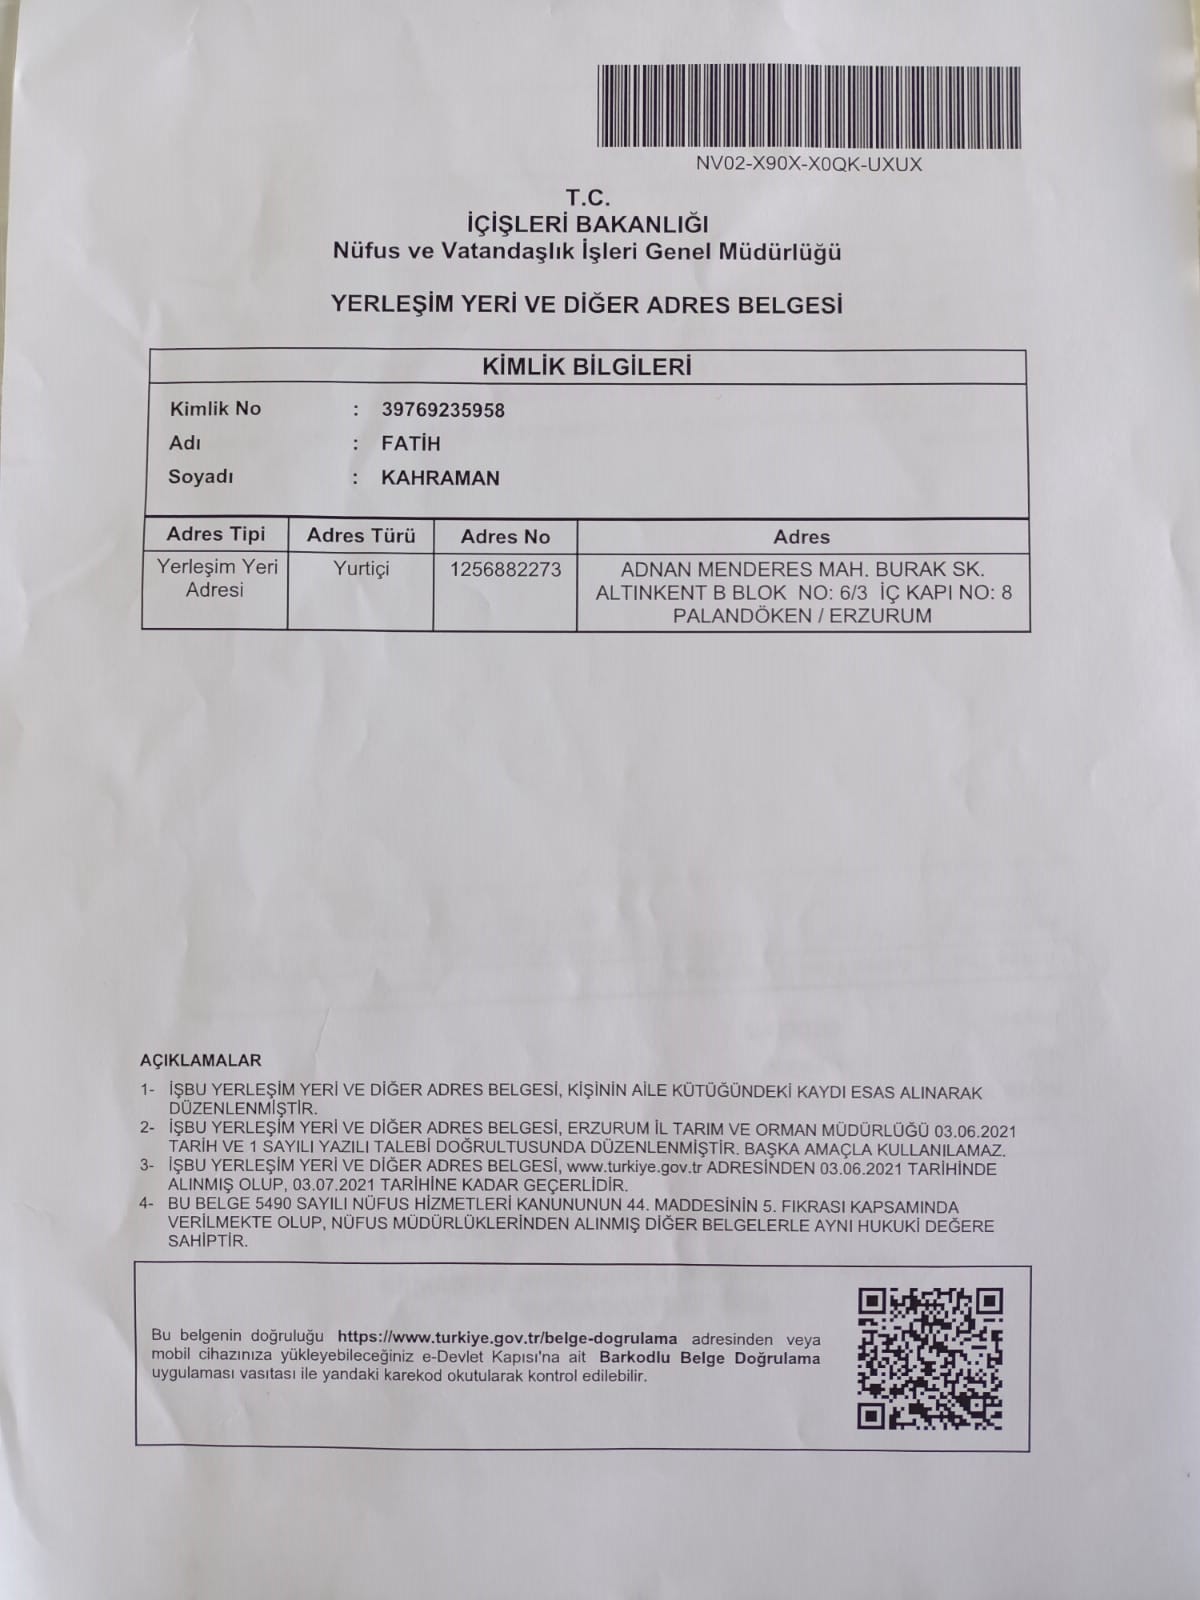 NV02-X90X-X0QK-UXUX
T.C.
İÇİŞLERİ BAKANLIĞI
Nüfus ve Vatandaşlık İşleri Genel Müdürlüğü
YERLEŞİM YERİ VE DİĞER ADRES BELGESİ
KİMLİK BİLGİLERİ
Kimlik No : 39769235958
Adı : FATİH
Soyadı : KAHRAMAN
Adres Tipi Adres Türü Adres No Adres
Yerleşim Yeri Yurtiçi 1256882273 ADNAN MENDERES MAH. BURAK SK.
Adresi ALTINKENT B BLOK NO: 6/3 İÇ KAPI NO: 8
PALANDÖKEN / ERZURUM
AÇIKLAMALAR
1- İŞBU YERLEŞİM YERİ VE DİĞER ADRES BELGESİ, KİŞİNİN AİLE KÜTÜĞÜNDEKİ KAYDI ESAS ALINARAK
DÜZENLENMİŞTİR.
2- İŞBU YERLEŞİM YERİ VE DİĞER ADRES BELGESİ, ERZURUM İL TARIM VE ORMAN MÜDÜRLÜĞÜ 03.06.2021
TARİH VE 1 SAYILI YAZILI TALEBİ DOĞRULTUSUNDA DÜZENLENMİŞTİR. BAŞKA AMAÇLA KULLANILAMAZ.
3- İŞBU YERLEŞİM YERİ VE DİĞER ADRES BELGESİ, www.turkiye.gov.tr ADRESİNDEN 03.06.2021 TARİHİNDE
ALINMIŞ OLUP, 03.07.2021 TARİHİNE KADAR GEÇERLİDİR.
4- BU BELGE 5490 SAYILI NÜFUS HİZMETLERİ KANUNUNUN 44. MADDESİNİN 5. FIKRASI KAPSAMINDA
VERİLMEKTE OLUP, NÜFUS MÜDÜRLÜKLERİNDEN ALINMIŞ DİĞER BELGELERLE AYNI HUKUKİ DEĞERE
SAHİPTİR.
Bu belgenin doğruluğu https://www.turkiye.gov.tr/belge-dogrulama adresinden veya
mobil cihazınıza yükleyebileceğiniz e-Devlet Kapısı'na ait Barkodlu Belge Doğrulama
uygulaması vasıtası ile yandaki karekod okutularak kontrol edilebilir.